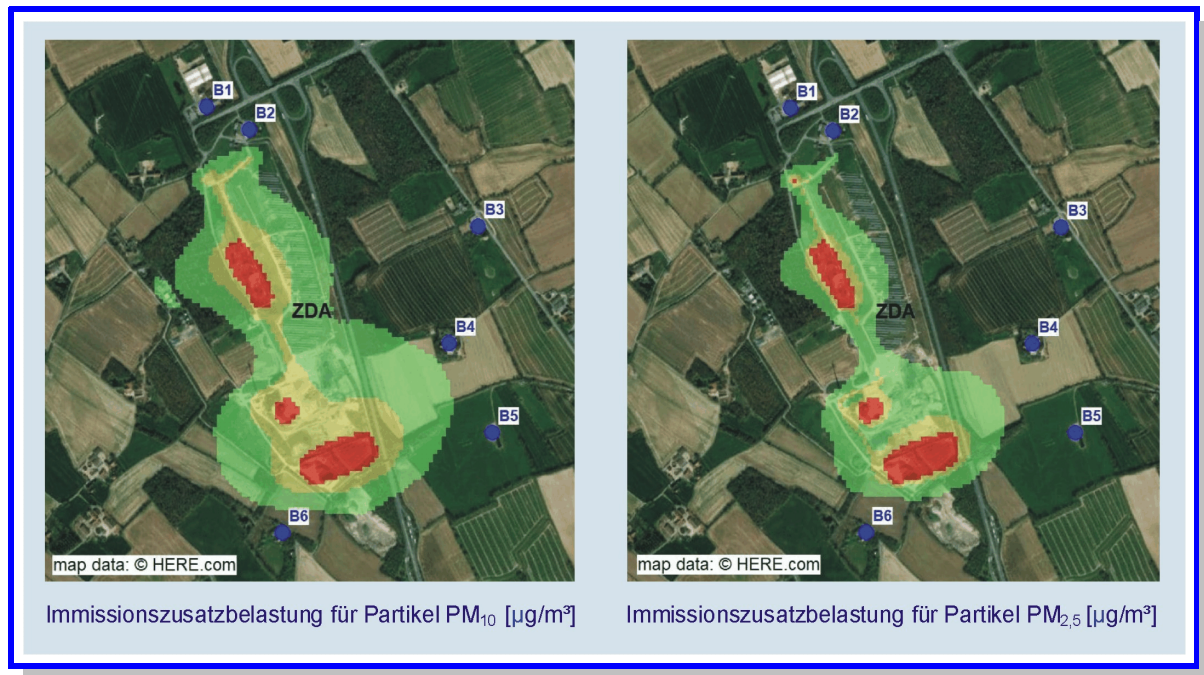 B1
B2
B3
ZDA
B4
B5
B6
map data: © HERE.com
Immissionszusatzbelastung für Partikel PM₁₀ [µg/m³]
B1
B2
B3
ZDA
B4
B5
B6
map data: © HERE.com
Immissionszusatzbelastung für Partikel PM₂,₅ [µg/m³]